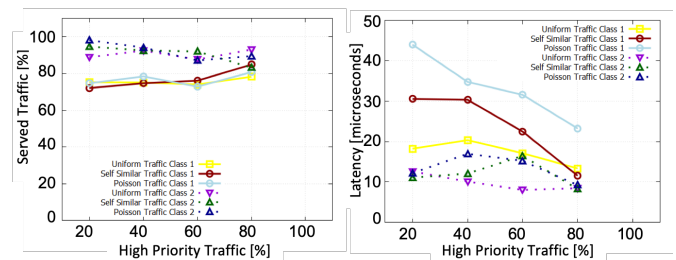 Served Traffic [%]
100
80
60
40
20
0
Uniform Traffic Class 1
Self Similar Traffic Class 1
Poisson Traffic Class 1
Uniform Traffic Class 2
Self Similar Traffic Class 2
Poisson Traffic Class 2
20 40 60 80 100
High Priority Traffic [%]
Latency [microseconds]
50
40
30
20
10
0
Uniform Traffic Class 1
Self Similar Traffic Class 1
Poisson Traffic Class 1
Uniform Traffic Class 2
Self Similar Traffic Class 2
Poisson Traffic Class 2
20 40 60 80 100
High Priority Traffic [%]